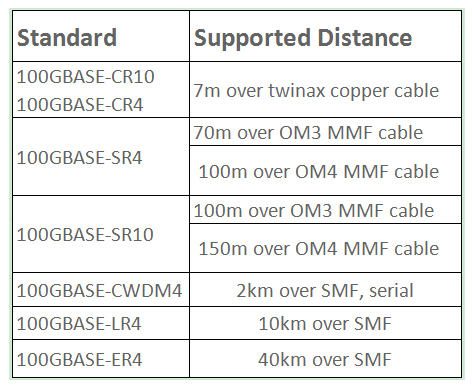 Standard Supported Distance
100GBASE-CR10
100GBASE-CR4
7m over twinax copper cable
100GBASE-SR4
70m over OM3 MMF cable
100m over OM4 MMF cable
100GBASE-SR10
100m over OM3 MMF cable
150m over OM4 MMF cable
100GBASE-CWDM4 2km over SMF, serial
100GBASE-LR4 10km over SMF
100GBASE-ER4 40km over SMF